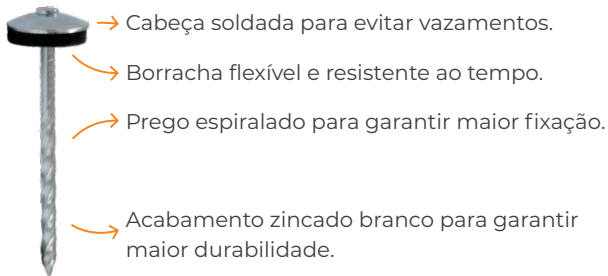 Cabeça soldada para evitar vazamentos.
Borracha flexível e resistente ao tempo.
Prego espiralado para garantir maior fixação.
Acabamento zincado branco para garantir
maior durabilidade.